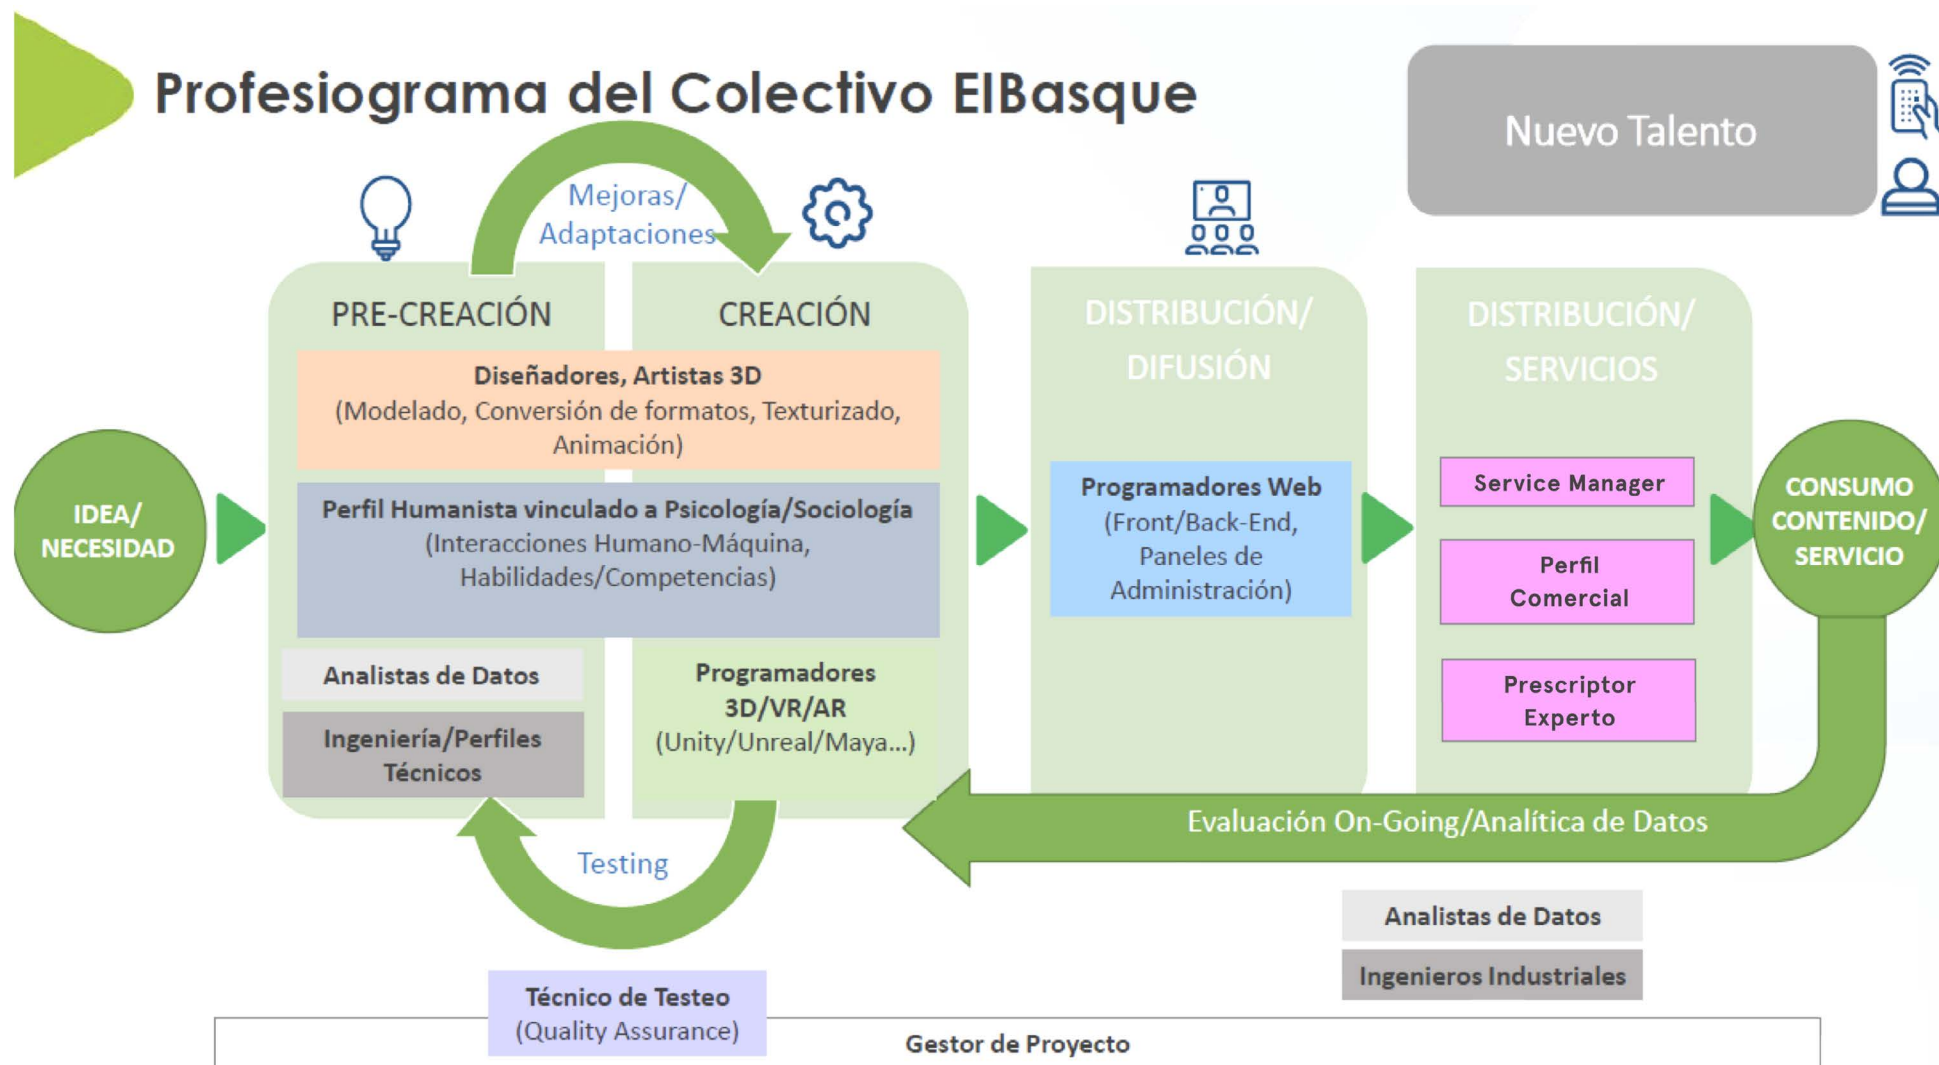 Profesiograma del Colectivo EIBasque
Nuevo Talento
Mejoras/
Adaptaciones
PRE-CREACIÓN
CREACIÓN
DISTRIBUCIÓN/
DIFUSIÓN
DISTRIBUCIÓN/
SERVICIOS
Diseñadores, Artistas 3D
(Modelado, Conversión de formatos, Texturizado,
Animación)
IDEA/
NECESIDAD
Perfil Humanista vinculado a Psicología/Sociología
(Interacciones Humano-Máquina,
Habilidades/Competencias)
Analistas de Datos
Ingeniería/Perfiles
Técnicos
Programadores
3D/VR/AR
(Unity/Unreal/Maya...)
Programadores Web
(Front/Back-End,
Paneles de
Administración)
Service Manager
Perfil
Comercial
Prescriptor
Experto
CONSUMO
CONTENIDO/
SERVICIO
Evaluación On-Going/Analítica de Datos
Testing
Analistas de Datos
Ingenieros Industriales
Técnico de Testeo
(Quality Assurance)
Gestor de Proyecto